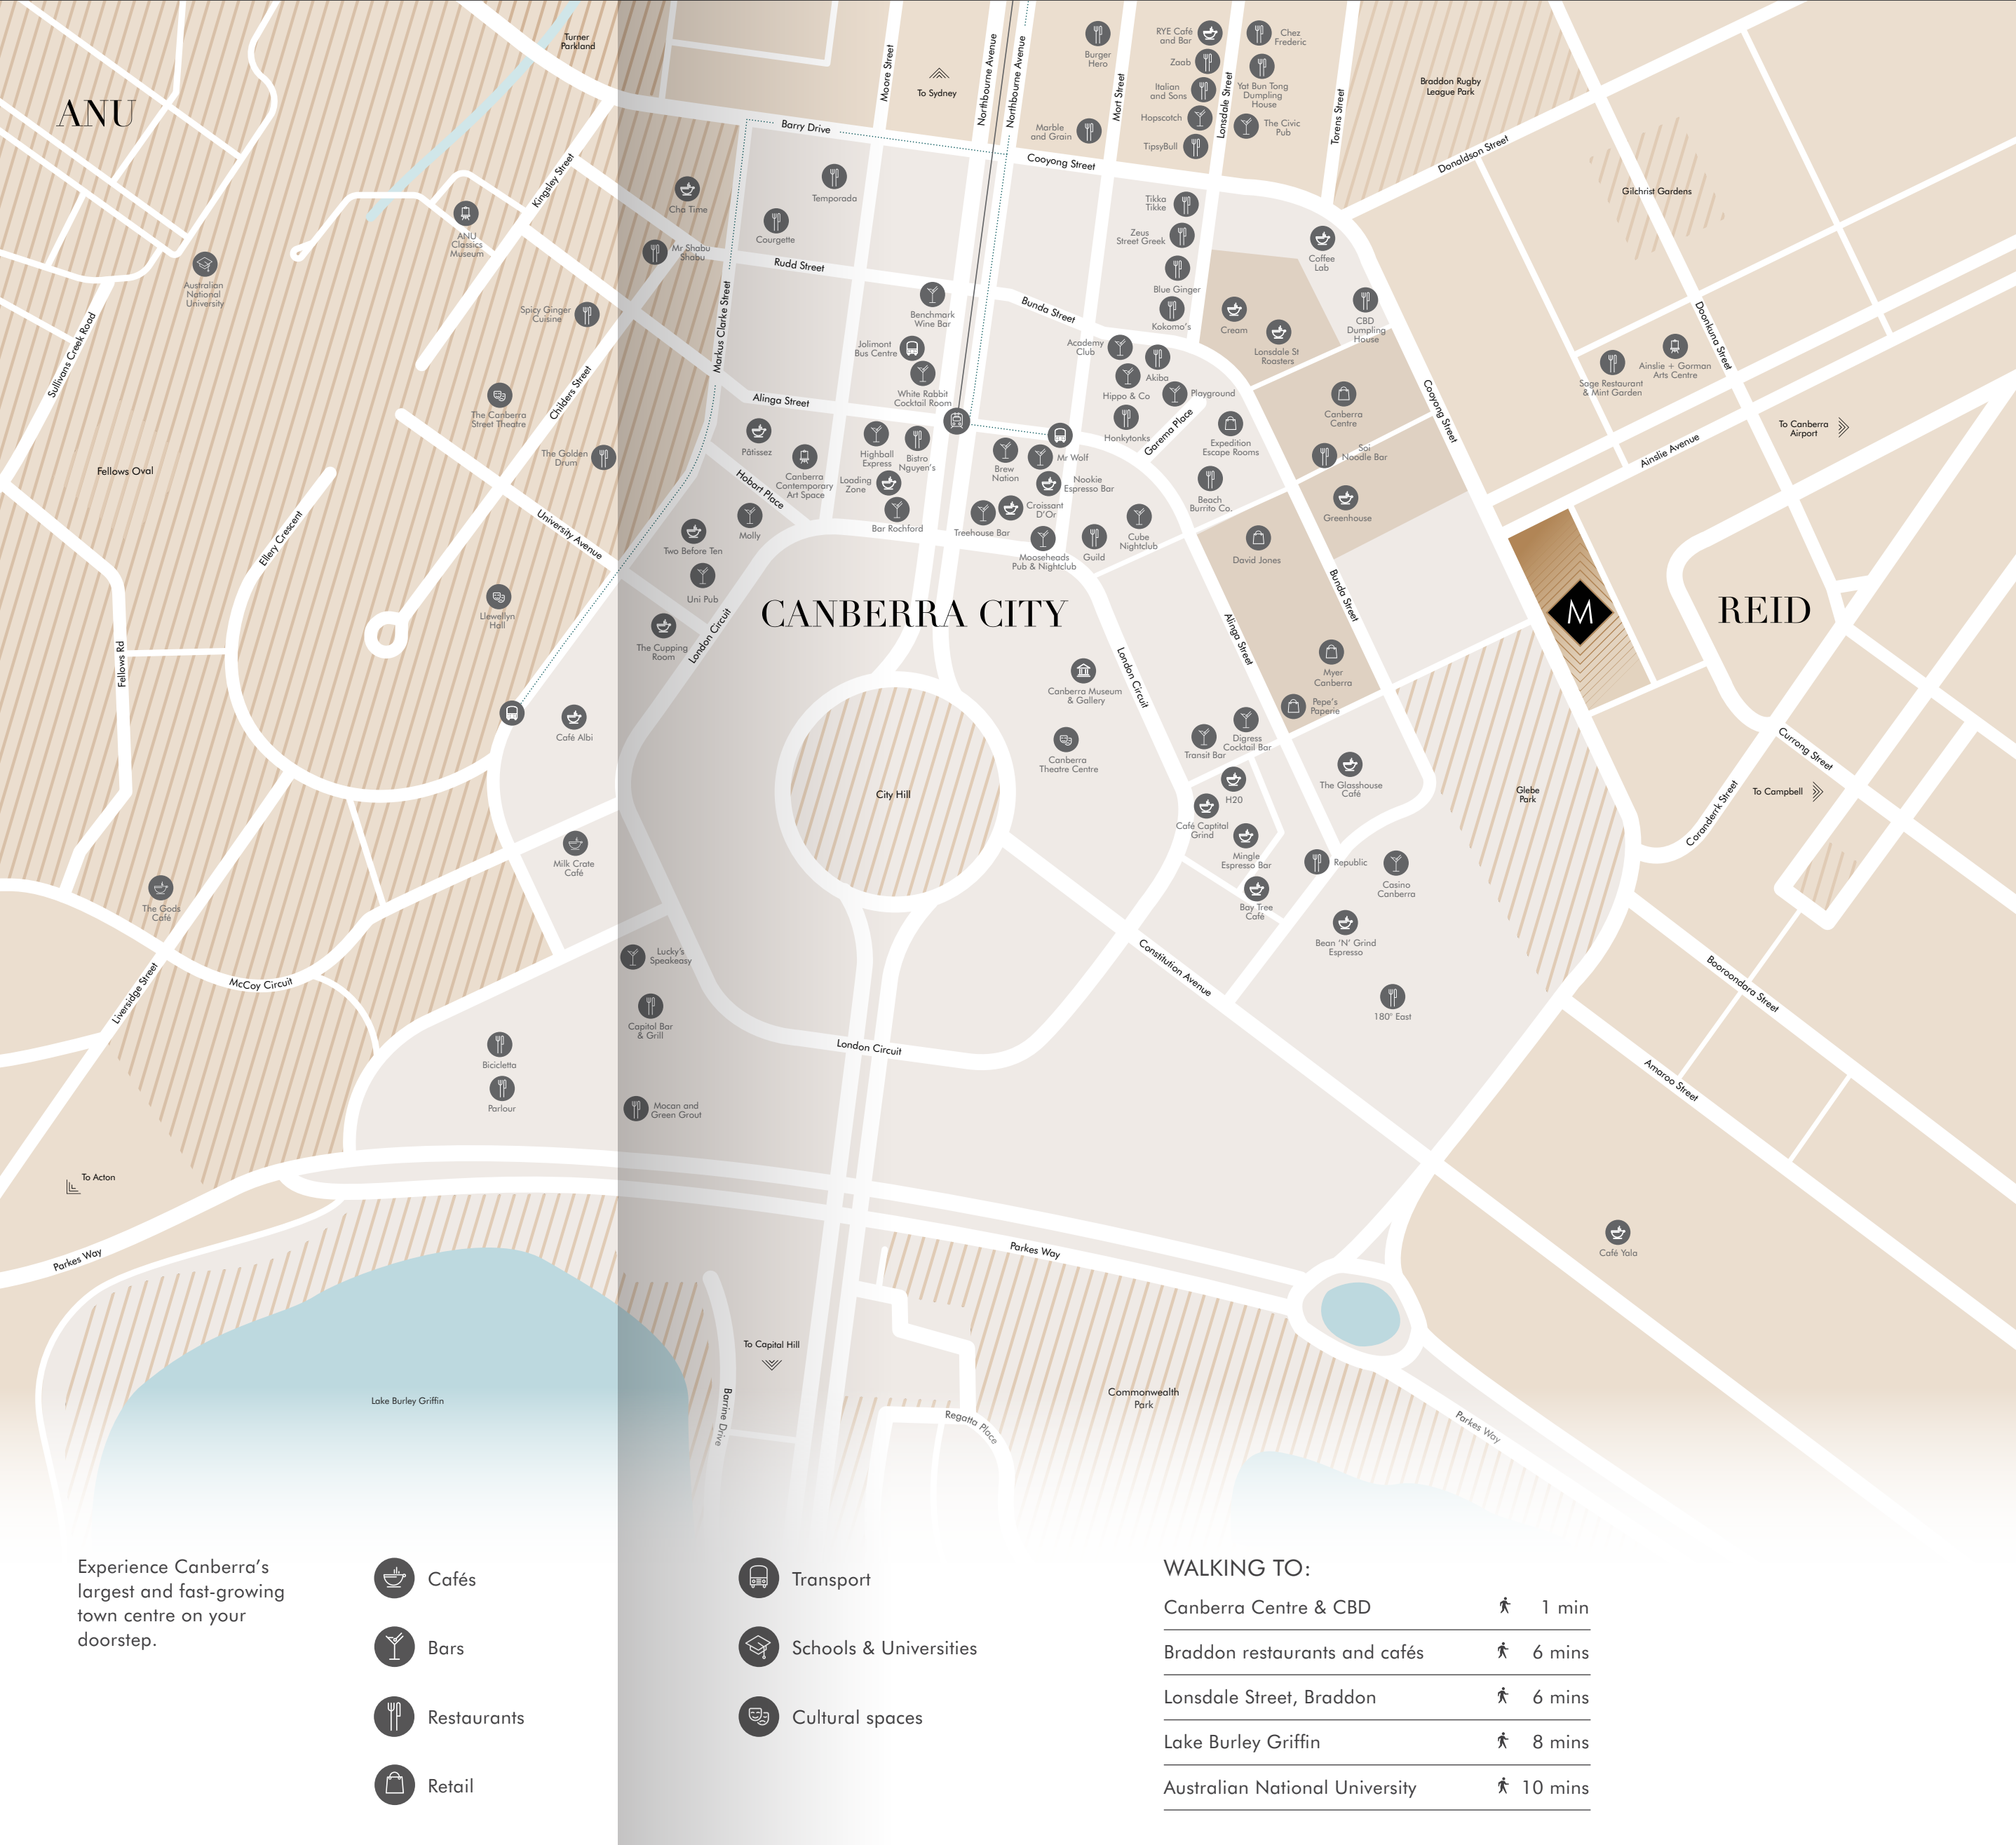 Turner
Parkland
ANU
Moore Street
To Sydney
Northbourne Avenue
Northbourne Avenue
Burger
Hero
Mort Street
RYE Café
and Bar
Zaab
Italian
and Sons
Hopscotch
TipsyBull
Lonsdale Street
Chez
Frederic
Yat Bun Tong
Dumpling
House
The Civic
Pub
Torens Street
Braddon Rugby
League Park
Marble
and Grain
Barry Drive
Cooyong Street
Donaldson Street
Gilchrist Gardens
Kingsley Street
ANU
Classics
Museum
Australian
National
University
Cha Time
Mr Shabu
Shabu
Temporada
Courgette
Rudd Street
Tikka
Tikke
Zeus
Street Greek
Blue Ginger
Kokomo's
Coffee
Lab
CBD
Dumpling
House
Cream
Lonsdale St
Roasters
Spicy Ginger
Cuisine
Markus Clarke Street
Benchmark
Wine Bar
Bunda Street
Jolimont
Bus Centre
White Rabbit
Cocktail Room
Academy
Club
Akiba
Hippo & Co
Playground
Honkytonks
Garema Place
Sullivans Creek Road
Doonkuna Street
Sage Restaurant
& Mint Garden
Ainslie + Gorman
Arts Centre
The Canberra
Street Theatre
Childers Street
Alinga Street
Cooyong Street
Canberra
Centre
Expedition
Escape Rooms
Soi
Noodle Bar
To Canberra
Airport
Ainslie Avenue
Fellows Oval
The Golden
Drum
Pâtissez
Canberra
Contemporary
Art Space
Highball
Express
Bistro
Nguyen's
Loading
Zone
Bar Rochford
Hobart Place
Brew
Nation
Mr Wolf
Nookie
Espresso Bar
Croissant
D'Or
Treehouse Bar
Mooseheads
Pub & Nightclub
Guild
Cube
Nightclub
Beach
Burrito Co.
Greenhouse
David Jones
Ellery Crescent
University Avenue
Molly
Two Before Ten
Uni Pub
Llewellyn
Hall
The Cupping
Room
London Circuit
CANBERRA CITY
Bunda Street
Alinga Street
M
REID
Fellows Rd
Canberra Museum
& Gallery
London Circuit
Myer
Canberra
Pepe's
Paperie
Café Albi
Canberra
Theatre Centre
Transit Bar
Digress
Cocktail Bar
Currong Street
City Hill
H20
The Glasshouse
Café
Glebe
Park
To Campbell
Coranderrk Street
Café Captital
Grind
Mingle
Espresso Bar
Republic
Casino
Canberra
Milk Crate
Café
The Gods
Café
Bay Tree
Café
Bean 'N' Grind
Espresso
Lucky's
Speakeasy
Constitution Avenue
McCoy Circuit
Liversidge Street
Booroondara Street
Capitol Bar
& Grill
180° East
London Circuit
Bicicletta
Parlour
Mocan and
Green Grout
Amaroo Street
To Acton
Parkes Way
Parkes Way
Café Yala
To Capital Hill
Lake Burley Griffin
Barrine Drive
Regatta Place
Commonwealth
Park
Parkes Way
Experience Canberra's
largest and fast-growing
town centre on your
doorstep.
Cafés
Bars
Restaurants
Retail
Transport
Schools & Universities
Cultural spaces
WALKING TO:
Canberra Centre & CBD 1 min
Braddon restaurants and cafés 6 mins
Lonsdale Street, Braddon 6 mins
Lake Burley Griffin 8 mins
Australian National University 10 mins